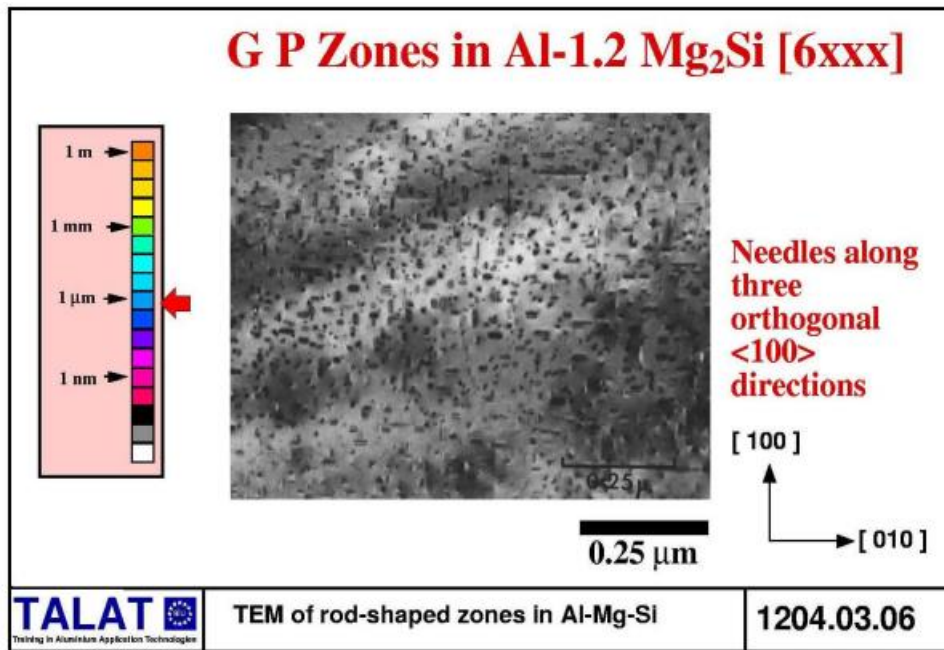 G P Zones in Al-1.2 Mg₂Si [6xxx]
1 m
1 mm
1 µm
1 nm
0.25 µ
Needles along
three
orthogonal
<100>
directions
[ 100 ]
[ 010 ]
0.25 µm
TALAT
Training in Aluminium Application Technologies
TEM of rod-shaped zones in Al-Mg-Si
1204.03.06